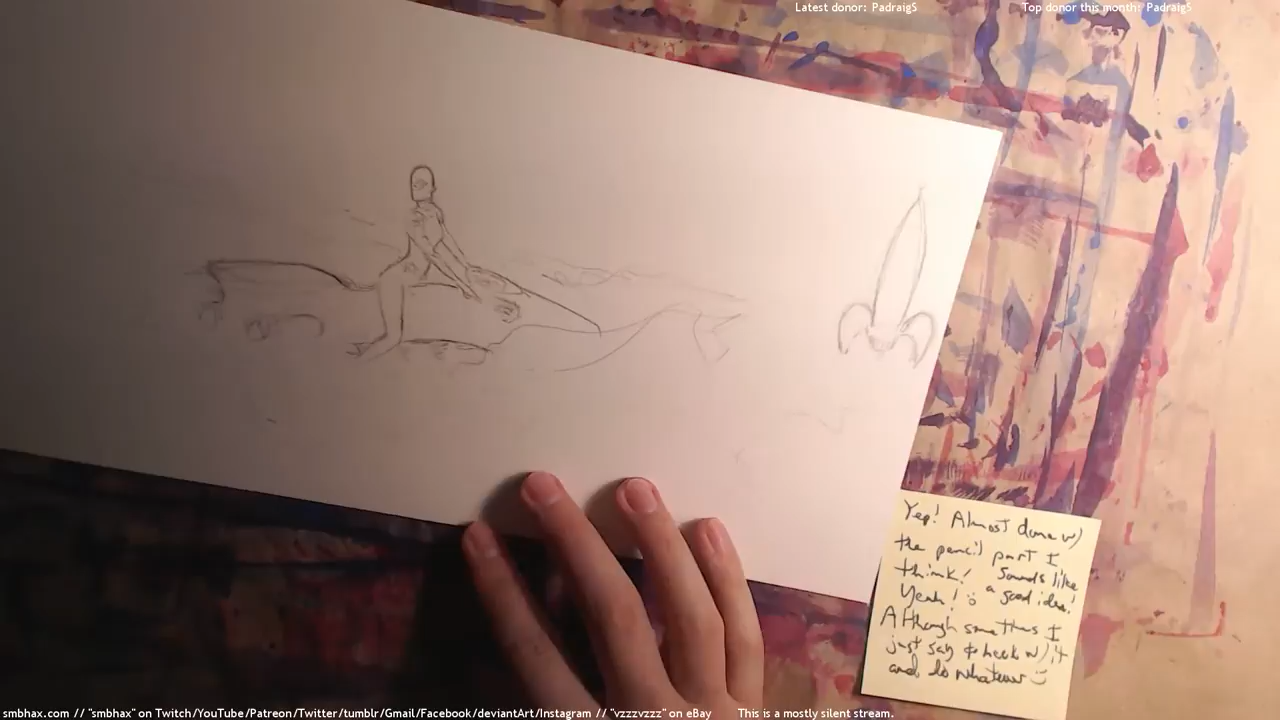 Latest donor: PadraigS
Top donor this month: PadraigS
Yep! Almost done w/
the pencil part I
think! Sounds like
Yeah! :) a good idea!
Although sometimes I
just say heck w/ it
and do whatever :)
smbhax.com // "smbhax" on Twitch/YouTube/Patreon/Twitter/tumblr/Gmail/Facebook/deviantArt/Instagram // "vzzzvzzz" on eBay
This is a mostly silent stream.